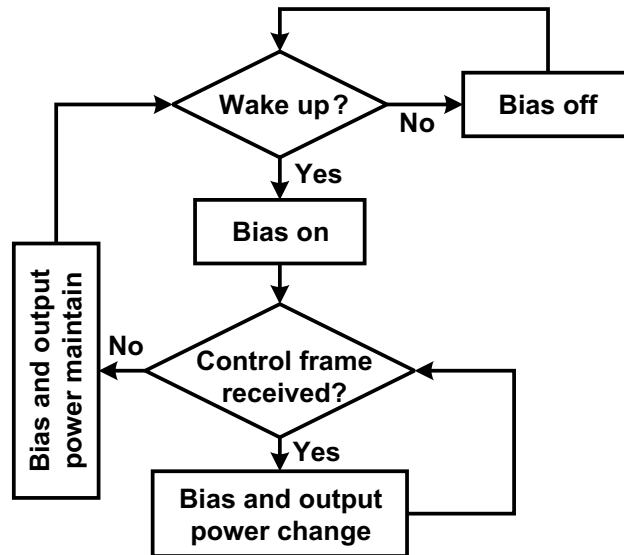 Wake up?
No
Bias off
Yes
Bias on
Bias and output
power maintain
No
Control frame
received?
Yes
Bias and output
power change